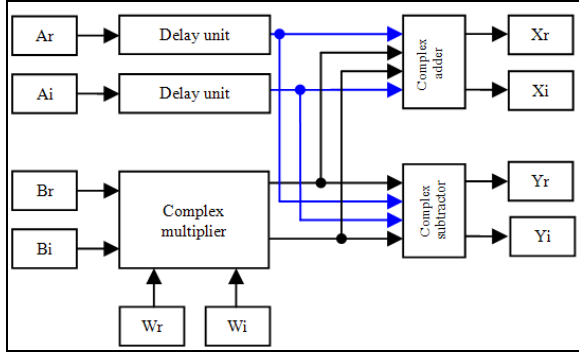 Ar
Delay unit
Xr
Ai
Delay unit
Complex
adder
Xi
Br
Complex
multiplier
Complex
subtractor
Yr
Bi
Yi
Wr
Wi